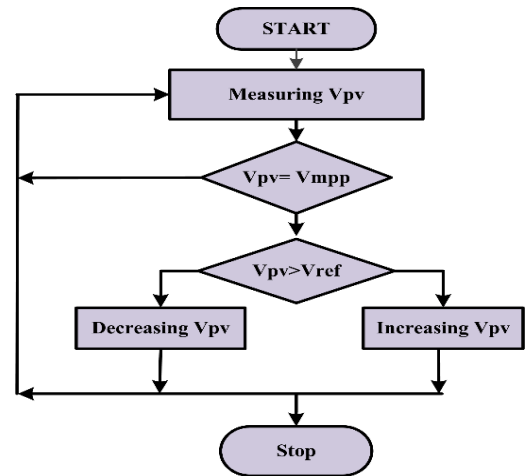 START
Measuring Vpv
Vpv= Vmpp
Vpv>Vref
Decreasing Vpv
Increasing Vpv
Stop